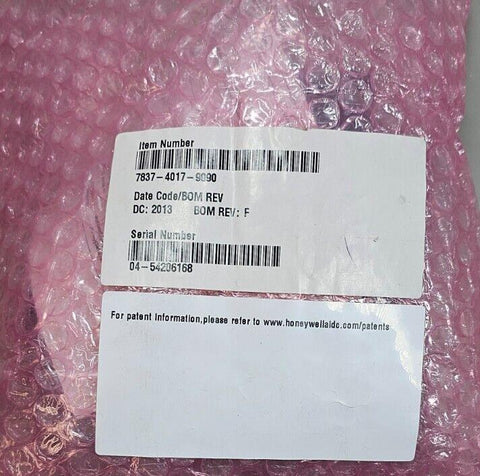 Item Number
7837-4017-9090
Date Code/BOM REV
DC: 2013 BOM REV: F
Serial Number
04-54206168
For patent information,please refer to www.honeywellaidc.com/patents